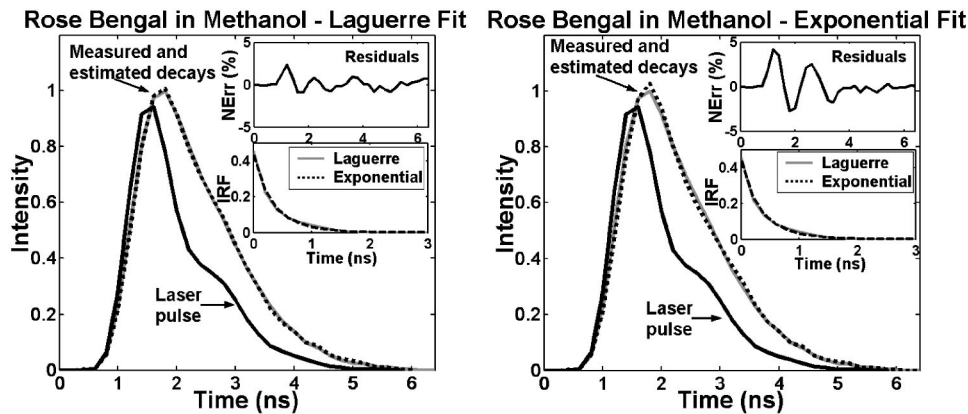 Rose Bengal in Methanol - Laguerre Fit
Measured and
estimated decays
Residuals
NErr (%)
5
0
-5
0 2 4 6
Laguerre
Exponential
IRF
0.4
0.2
0
0 1 2 3
Time (ns)
Laser
pulse
Intensity
1
0.8
0.6
0.4
0.2
0
0 1 2 3 4 5 6
Time (ns)
Rose Bengal in Methanol - Exponential Fit
Measured and
estimated decays
Residuals
NErr (%)
5
0
-5
0 2 4 6
Laguerre
Exponential
IRF
0.4
0.2
0
0 1 2 3
Time (ns)
Laser
pulse
Intensity
1
0.8
0.6
0.4
0.2
0
0 1 2 3 4 5 6
Time (ns)